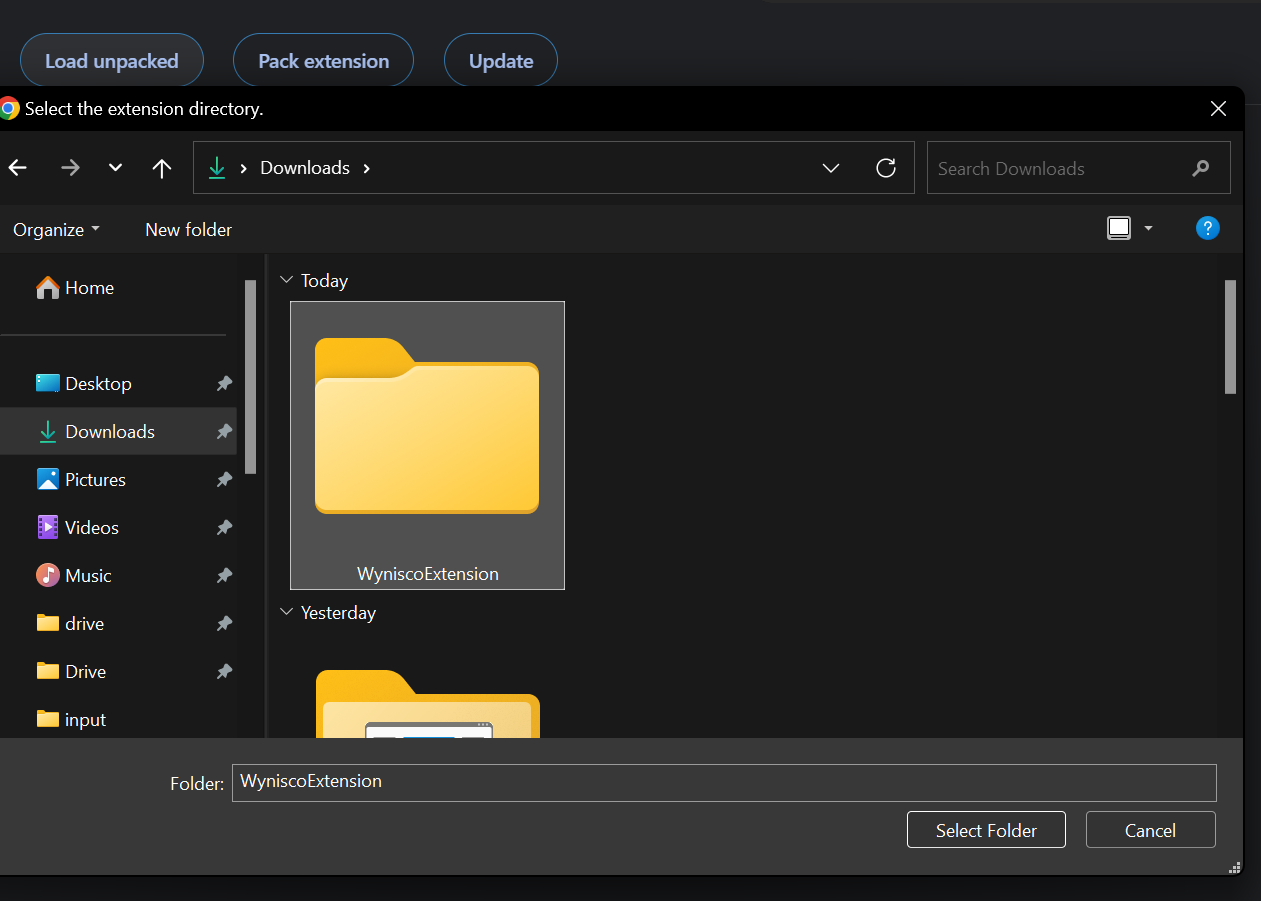 Load unpacked Pack extension Update
Select the extension directory.
Downloads Search Downloads
Organize New folder ?
Home
Today
Desktop
Downloads
Pictures
Videos
Music
drive
Drive
input
WyniscoExtension
Yesterday
Folder: WyniscoExtension
Select Folder Cancel